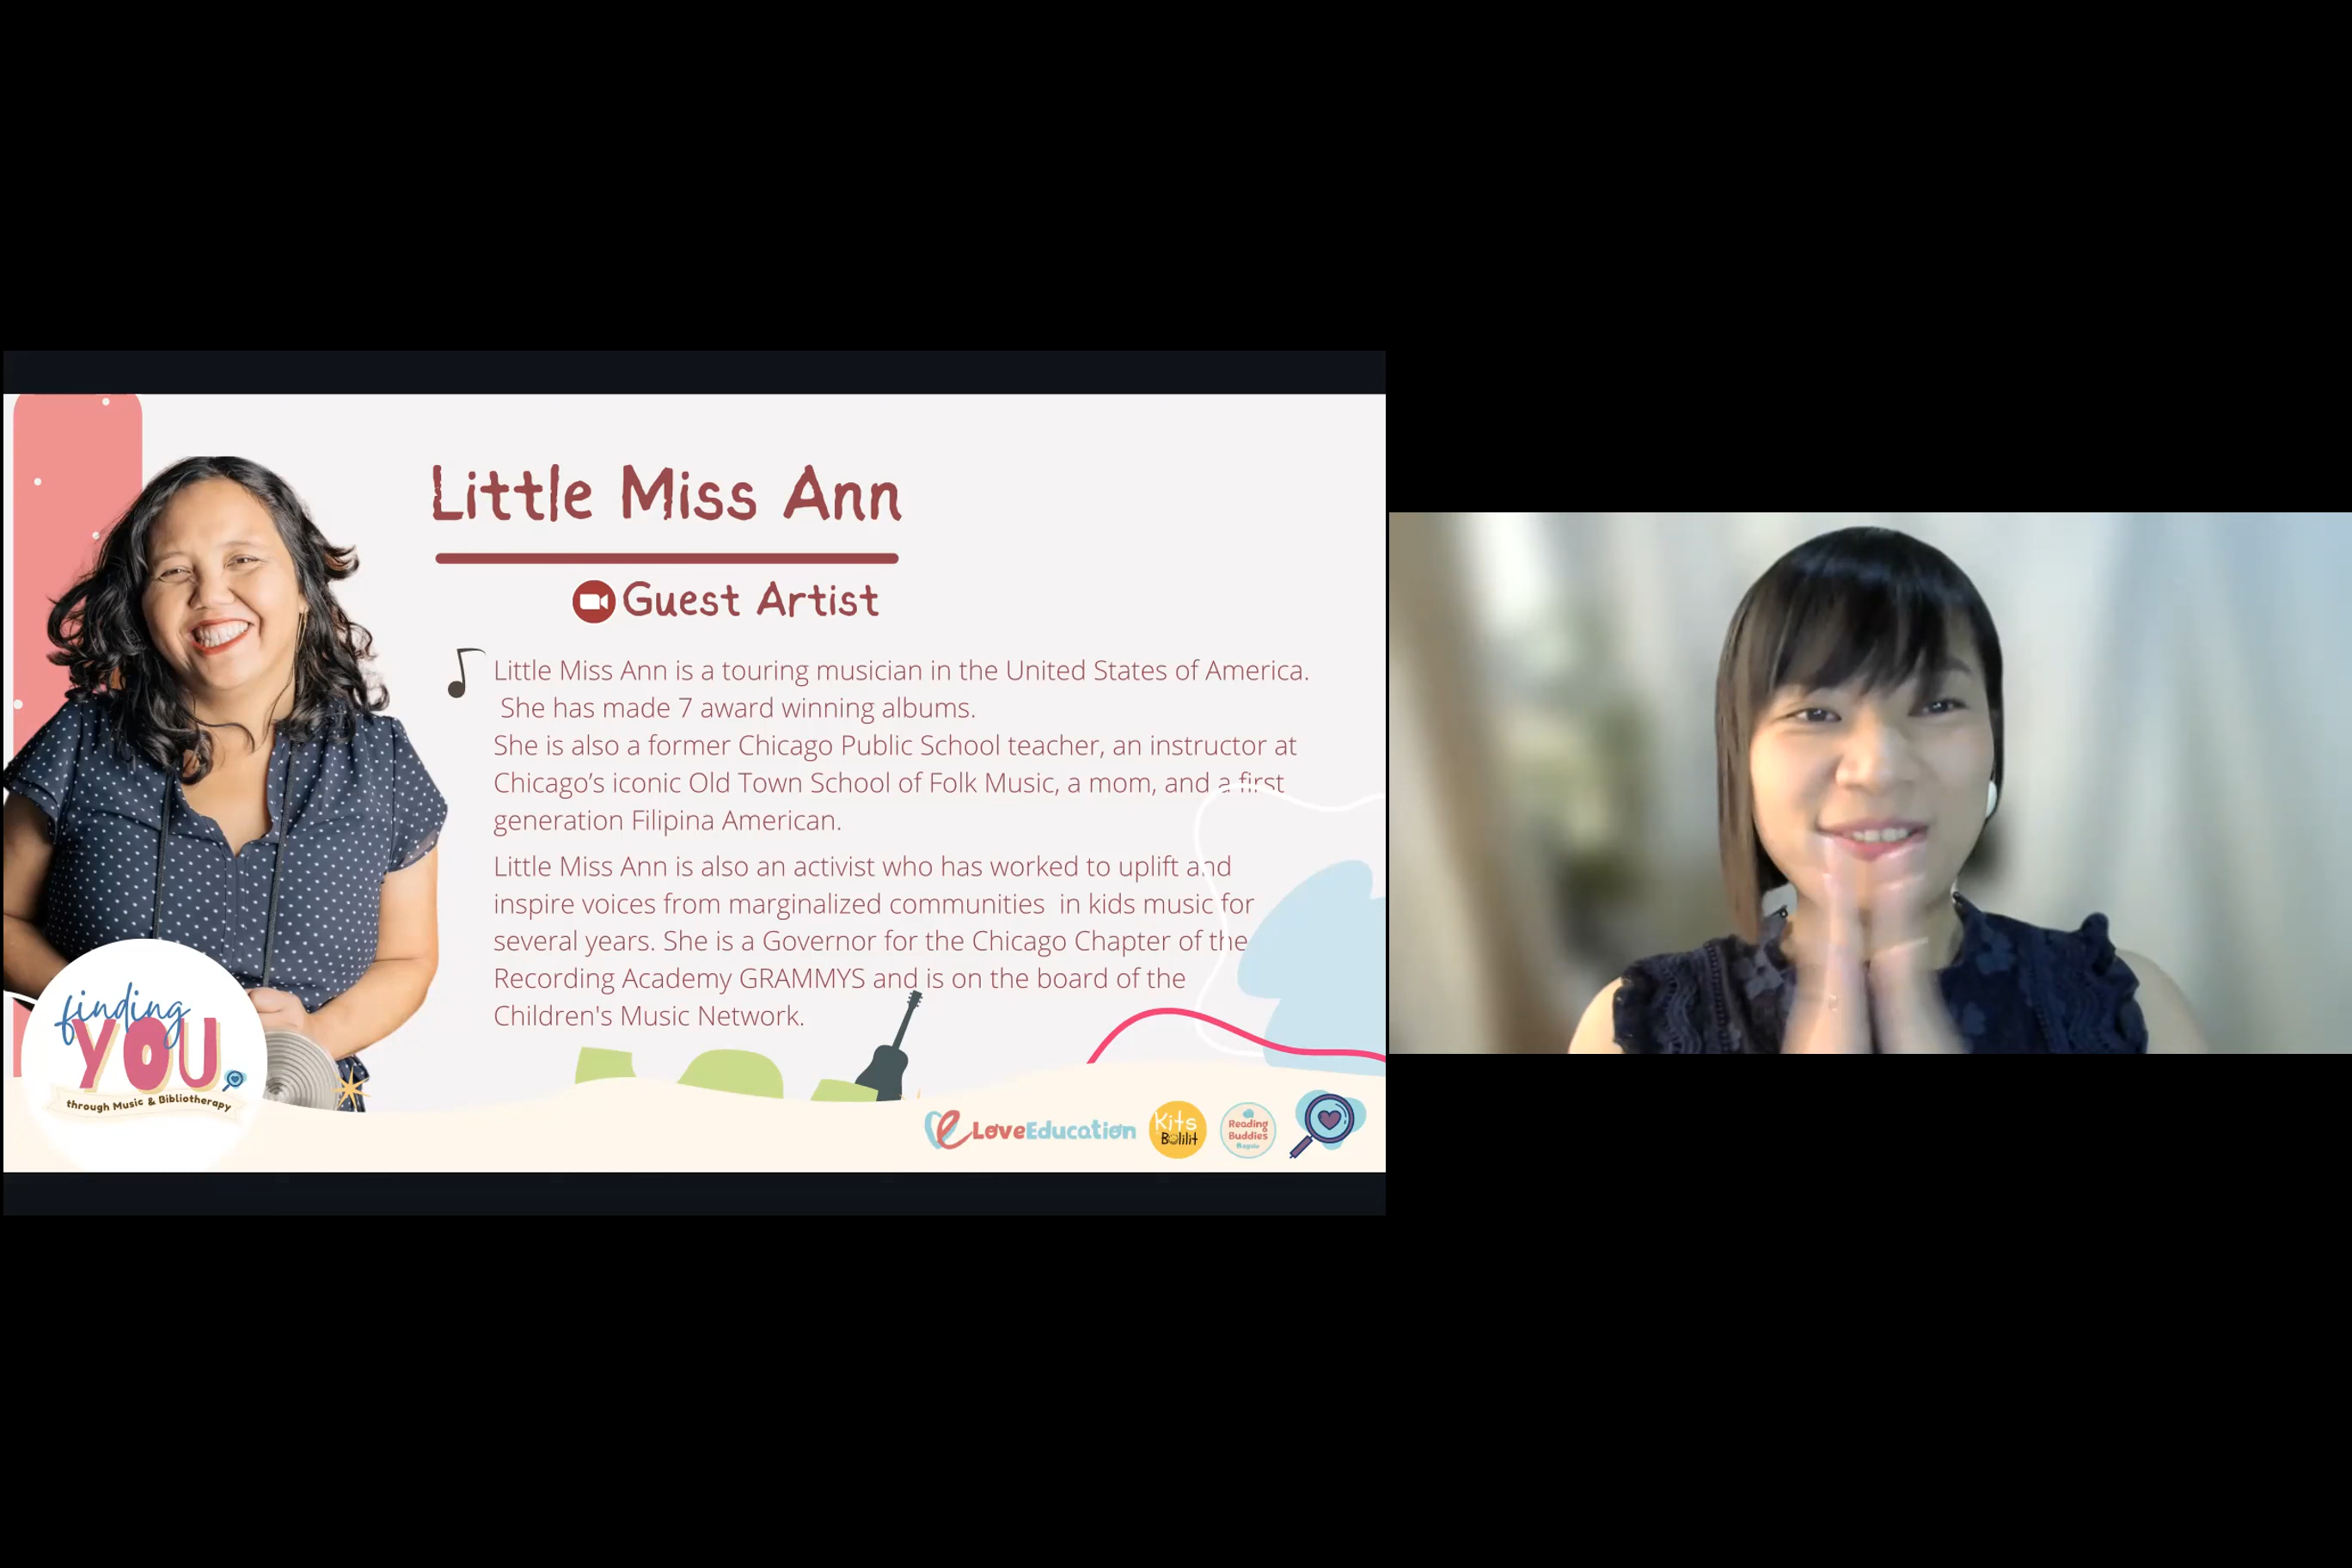 Little Miss Ann
Guest Artist
Little Miss Ann is a touring musician in the United States of America.
She has made 7 award winning albums.
She is also a former Chicago Public School teacher, an instructor at
Chicago’s iconic Old Town School of Folk Music, a mom, and a first
generation Filipina American.
Little Miss Ann is also an activist who has worked to uplift and
inspire voices from marginalized communities in kids music for
several years. She is a Governor for the Chicago Chapter of the
Recording Academy GRAMMYS and is on the board of the
Children's Music Network.
finding
YOU
through Music & Bibliotherapy
e LoveEducation
Kits
Bolilit
Reading
Buddies